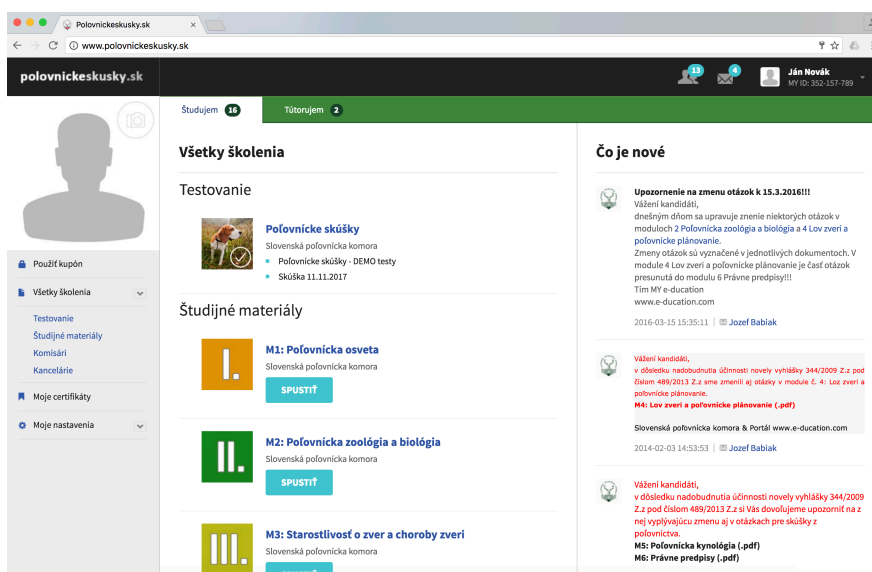 Polovnickeskusky.sk
www.polovnickeskusky.sk
polovnickeskusky.sk
13
4
Ján Novák
MY ID: 352-157-789
Študujem 16
Tútorujem 2
Použiť kupón
Všetky školenia
Testovanie
Študijné materiály
Komisári
Kancelárie
Moje certifikáty
Moje nastavenia
Všetky školenia
Testovanie
Poľovnícke skúšky
Slovenská poľovnícka komora
Poľovnícke skúšky - DEMO testy
Skúška 11.11.2017
Študijné materiály
I.
M1: Poľovnícka osveta
Slovenská poľovnícka komora
SPUSTIŤ
II.
M2: Poľovnícka zoológia a biológia
Slovenská poľovnícka komora
SPUSTIŤ
III.
M3: Starostlivosť o zver a choroby zveri
Slovenská poľovnícka komora
Čo je nové
Upozornenie na zmenu otázok k 15.3.2016!!!
Vážení kandidáti,
dnešným dňom sa upravuje znenie niektorých otázok v
moduloch 2 Poľovnícka zoológia a biológia a 4 Lov zveri a
poľovnícke plánovanie.
Zmeny otázok sú vyznačené v jednotlivých dokumentoch. V
module 4 Lov zveri a poľovnícke plánovanie je časť otázok
presunutá do modulu 6 Právne predpisy!!!
Tím MY e-ducation
www.e-ducation.com
2016-03-15 15:35:11 | Jozef Babiak
Vážení kandidáti,
v dôsledku nadobudnutia účinnosti novely vyhlášky 344/2009 Z.z pod
číslom 489/2013 Z.z sme zmenili aj otázky v module č. 4: Loz zveri a
poľovnícke plánovanie.
M4: Lov zveri a poľovnícke plánovanie (.pdf)
Slovenská poľovnícka komora & Portál www.e-ducation.com
2014-02-03 14:53:53 | Jozef Babiak
Vážení kandidáti,
v dôsledku nadobudnutia účinnosti novely vyhlášky 344/2009
Z.z pod číslom 489/2013 Z.z si Vás dovoľujeme upozorniť na z
nej vyplývajúcu zmenu aj v otázkach pre skúšky z
poľovníctva.
M5: Poľovnícka kynológia (.pdf)
M6: Právne predpisy (.pdf)